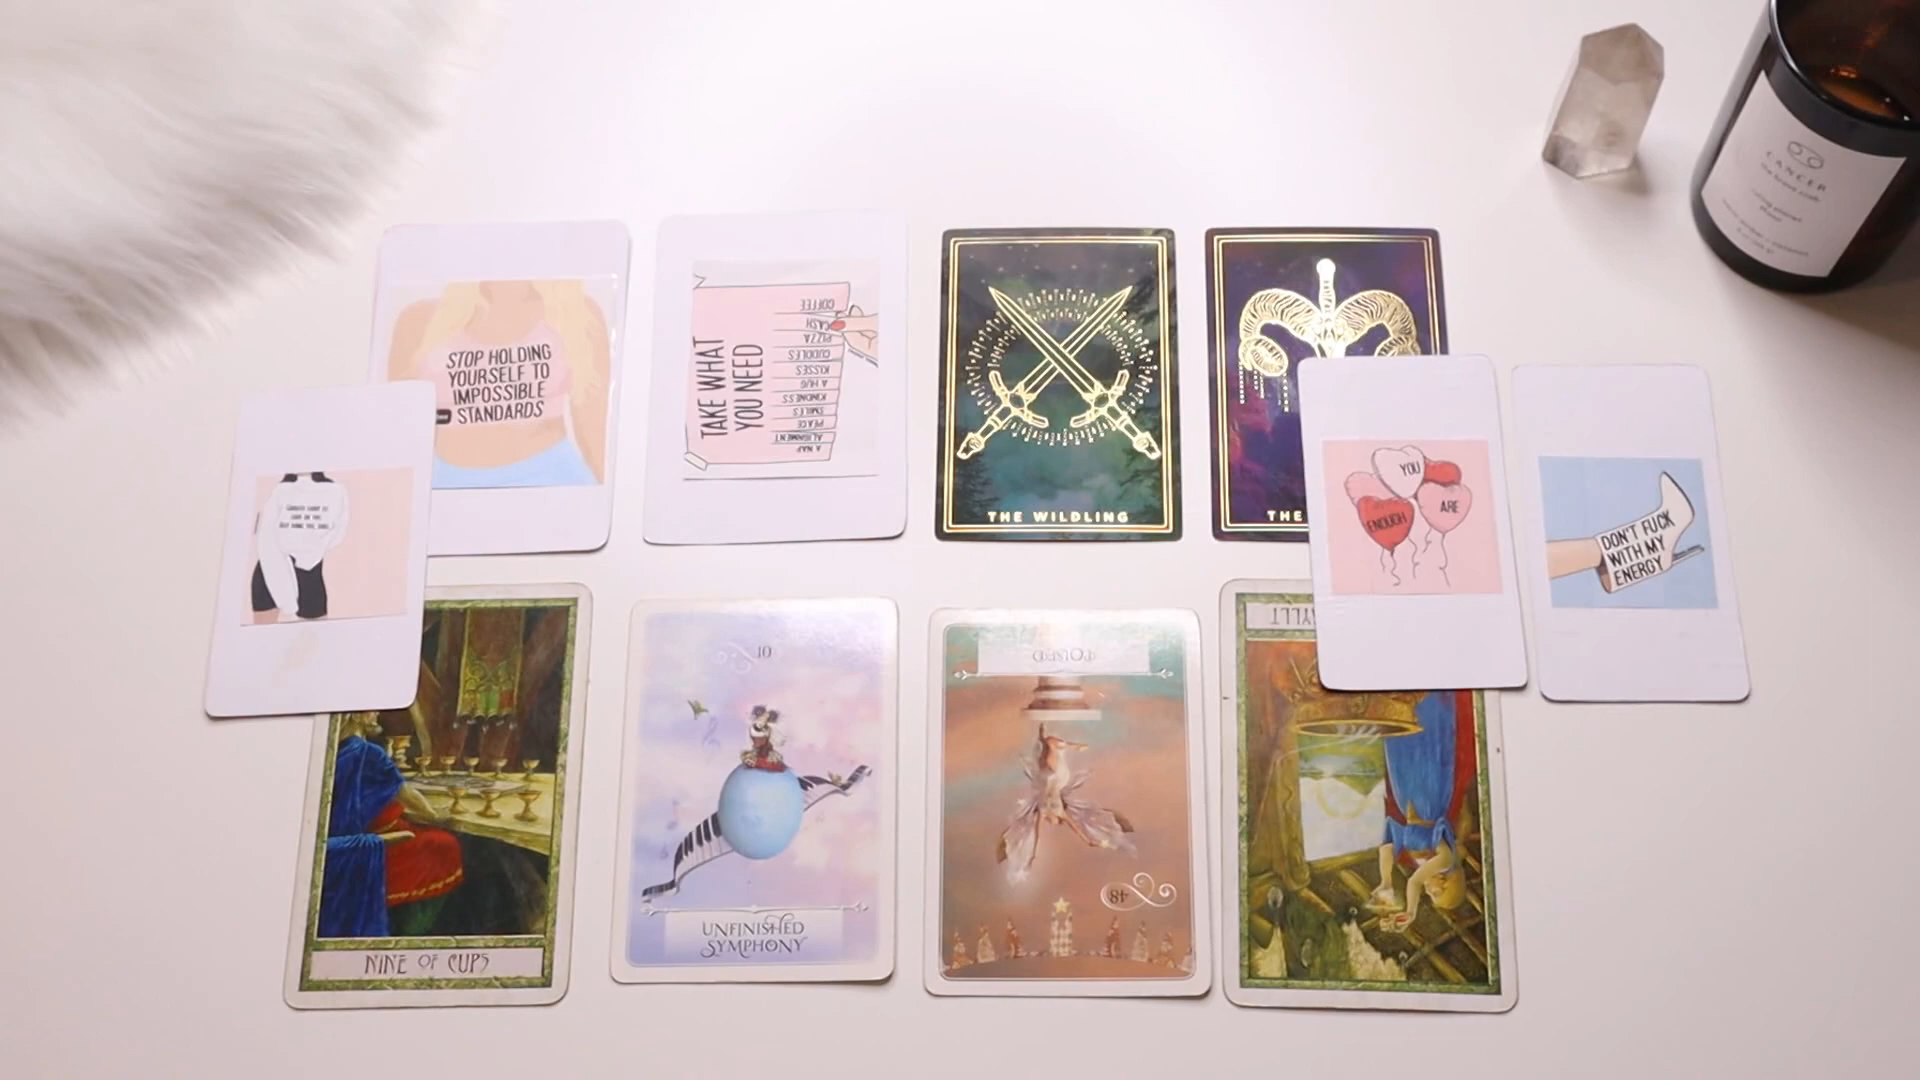 STOP HOLDING
YOURSELF TO
IMPOSSIBLE
STANDARDS
TAKE WHAT
YOU NEED
COFFEE
CASH
PIZZA
CUDDLES
KISSES
A HUG
KINDNESS
SMILES
PEACE
ALIGNMENT
A NAP
THE WILDLING
THE
CANCER
YOU
ARE
ENOUGH
DON'T FUCK
WITH MY
ENERGY
NINE OF CUPS
10
UNFINISHED
SYMPHONY
POISED
48